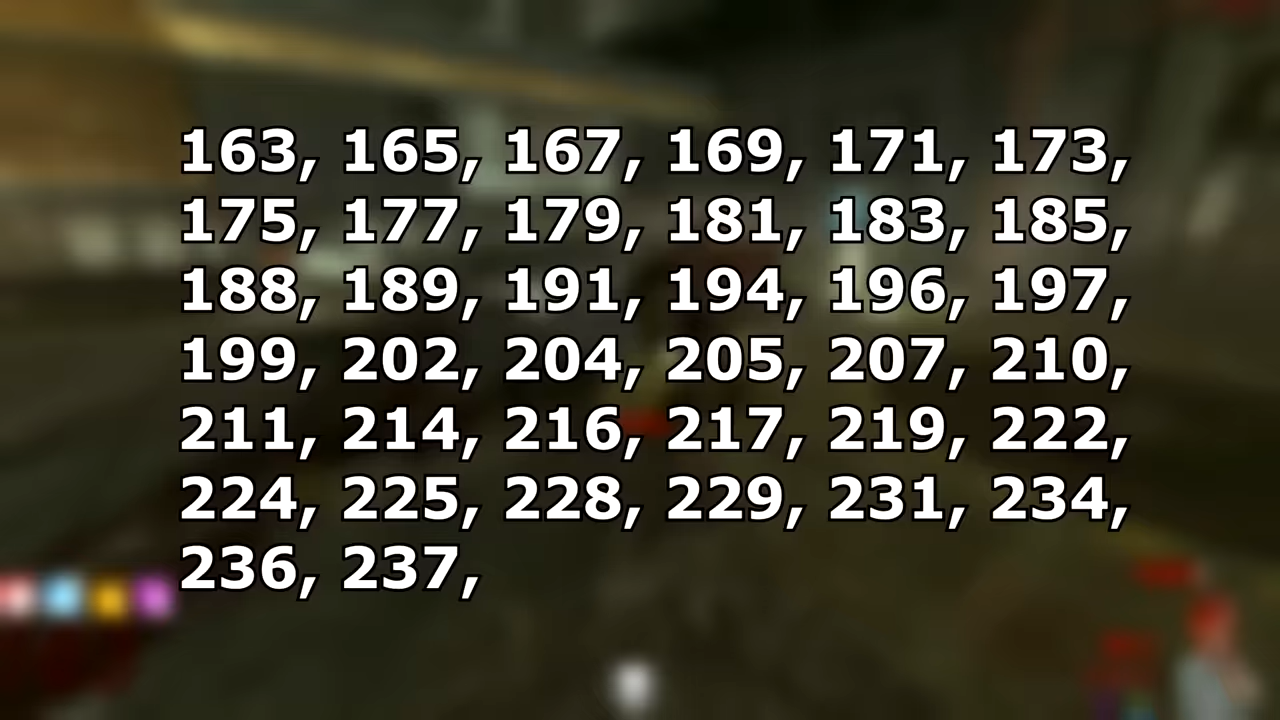 163, 165, 167, 169, 171, 173,
175, 177, 179, 181, 183, 185,
188, 189, 191, 194, 196, 197,
199, 202, 204, 205, 207, 210,
211, 214, 216, 217, 219, 222,
224, 225, 228, 229, 231, 234,
236, 237,